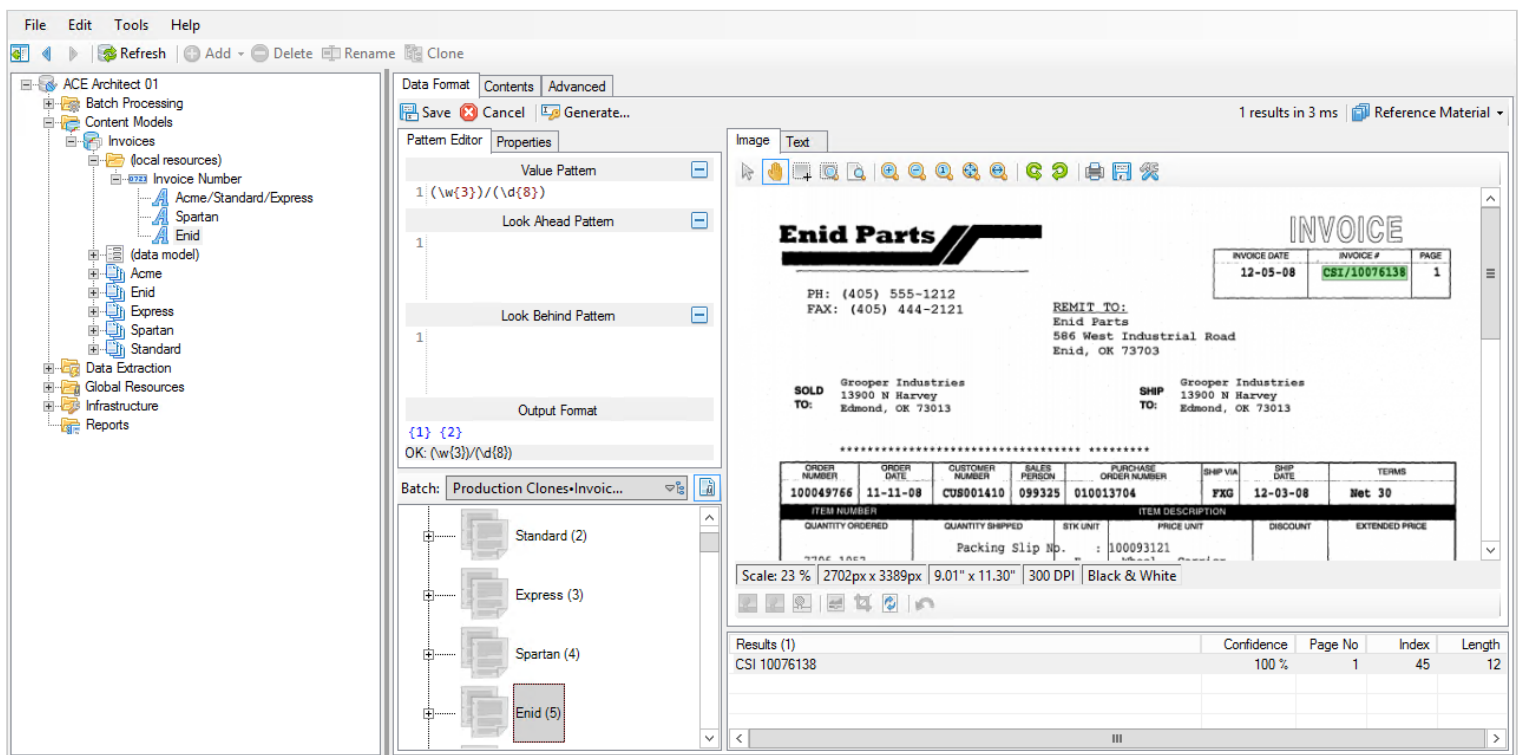 File Edit Tools Help
Refresh Add Delete Rename Clone
ACE Architect 01
Batch Processing
Content Models
Invoices
(local resources)
Invoice Number
Acme/Standard/Express
Spartan
Enid
(data model)
Acme
Enid
Express
Spartan
Standard
Data Extraction
Global Resources
Infrastructure
Reports
Data Format Contents Advanced
Save Cancel Generate... 1 results in 3 ms Reference Material
Pattern Editor Properties
Value Pattern
1 (\w{3})/(\d{8})
Look Ahead Pattern
1
Look Behind Pattern
1
Output Format
{1} {2}
OK: (\w{3})/(\d{8})
Batch: Production Clones•Invoic...
Standard (2)
Express (3)
Spartan (4)
Enid (5)
Image Text
Enid Parts
INVOICE
INVOICE DATE INVOICE # PAGE
12-05-08 CSI/10076138 1
PH: (405) 555-1212
FAX: (405) 444-2121
REMIT TO:
Enid Parts
586 West Industrial Road
Enid, OK 73703
SOLD TO:
Grooper Industries
13900 N Harvey
Edmond, OK 73013
SHIP TO:
Grooper Industries
13900 N Harvey
Edmond, OK 73013
ORDER NUMBER ORDER DATE CUSTOMER NUMBER SALES PERSON PURCHASE ORDER NUMBER SHIP VIA SHIP DATE TERMS
100049766 11-11-08 CUS001410 099325 010013704 FXG 12-03-08 Net 30
ITEM NUMBER ITEM DESCRIPTION
QUANTITY ORDERED QUANTITY SHIPPED STK UNIT PRICE UNIT DISCOUNT EXTENDED PRICE
Packing Slip No. : 100093121
Scale: 23 % 2702px x 3389px 9.01" x 11.30" 300 DPI Black & White
Results (1) Confidence Page No Index Length
CSI 10076138 100 % 1 45 12